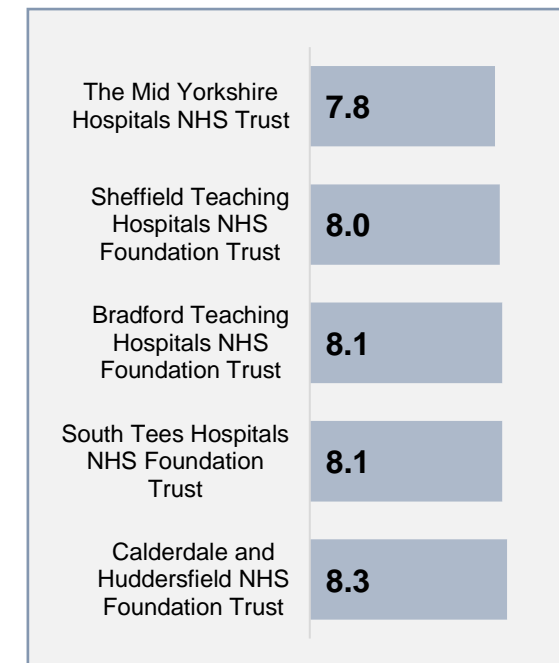 The Mid Yorkshire
Hospitals NHS Trust
7.8
Sheffield Teaching
Hospitals NHS
Foundation Trust
8.0
Bradford Teaching
Hospitals NHS
Foundation Trust
8.1
South Tees Hospitals
NHS Foundation
Trust
8.1
Calderdale and
Huddersfield NHS
Foundation Trust
8.3